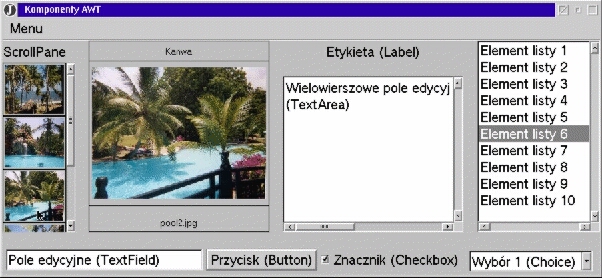 Komponenty AWT
Menu
ScrollPane
Kanwa
pool2.jpg
Etykieta (Label)
Wielowierszowe pole edycyj
(TextArea)
Element listy 1
Element listy 2
Element listy 3
Element listy 4
Element listy 5
Element listy 6
Element listy 7
Element listy 8
Element listy 9
Element listy 10
Pole edycyjne (TextField)
Przycisk (Button)
Znacznik (Checkbox)
Wybór 1 (Choice)